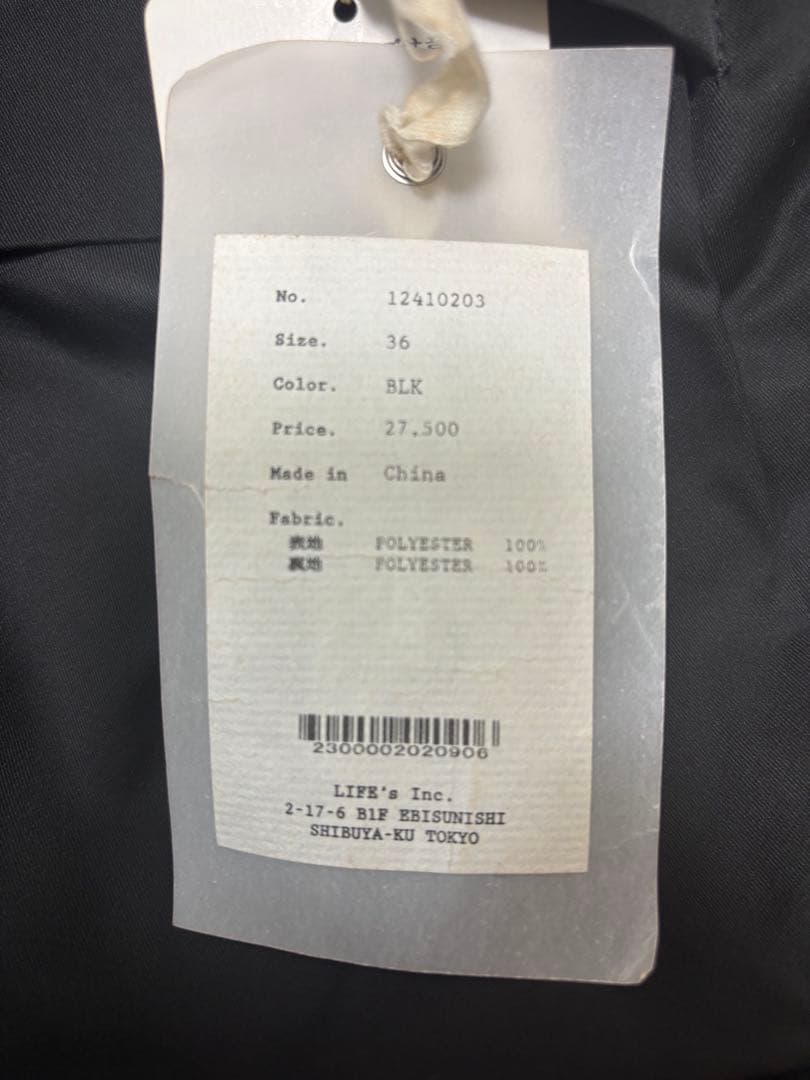 No. 12410203
Size. 36
Color. BLK
Price. 27,500
Made in China
Fabric.
表地 POLYESTER 100%
裏地 POLYESTER 100%
2300002020906
LIFE's Inc.
2-17-6 B1F EBISUNISHI
SHIBUYA-KU TOKYO